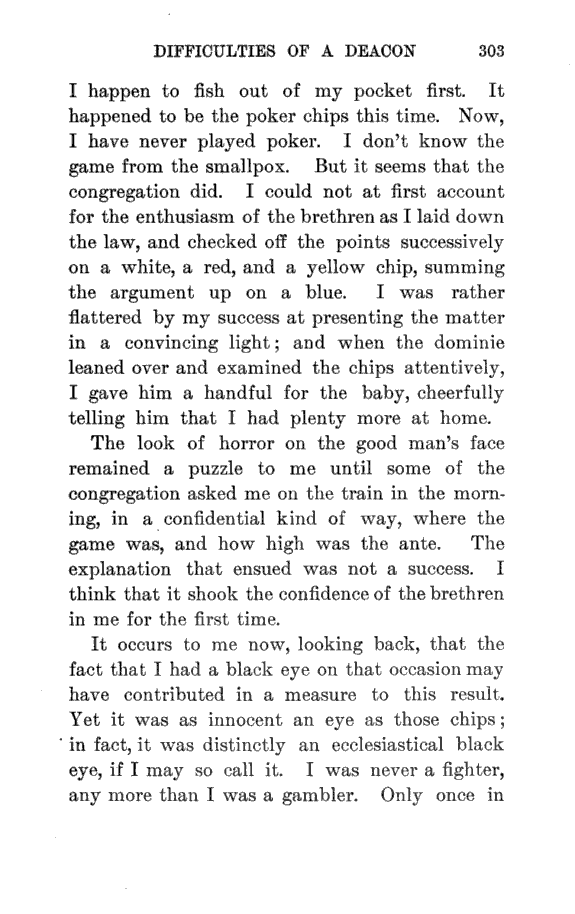 DIFFICULTIES OF A DEACON 303
I happen to fish out of my pocket first. It
happened to be the poker chips this time. Now,
I have never played poker. I don't know the
game from the smallpox. But it seems that the
congregation did. I could not at first account
for the enthusiasm of the brethren as I laid down
the law, and checked off the points successively
on a white, a red, and a yellow chip, summing
the argument up on a blue. I was rather
flattered by my success at presenting the matter
in a convincing light; and when the dominie
leaned over and examined the chips attentively,
I gave him a handful for the baby, cheerfully
telling him that I had plenty more at home.
The look of horror on the good man's face
remained a puzzle to me until some of the
congregation asked me on the train in the morn-
ing, in a confidential kind of way, where the
game was, and how high was the ante. The
explanation that ensued was not a success. I
think that it shook the confidence of the brethren
in me for the first time.
It occurs to me now, looking back, that the
fact that I had a black eye on that occasion may
have contributed in a measure to this result.
Yet it was as innocent an eye as those chips;
in fact, it was distinctly an ecclesiastical black
eye, if I may so call it. I was never a fighter,
any more than I was a gambler. Only once in